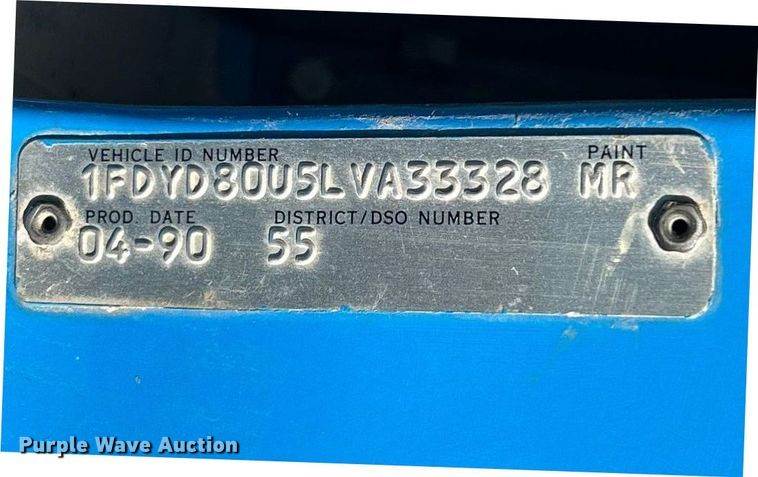 VEHICLE ID NUMBER PAINT
1FDYD80U5LVA33328 MR
PROD. DATE DISTRICT/DSO NUMBER
04-90 55
Purple Wave Auction